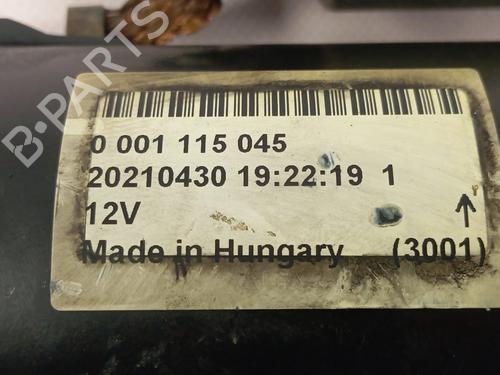 0 001 115 045
20210430 19:22:19 1
12V
Made in Hungary (3001)
B-PARTS